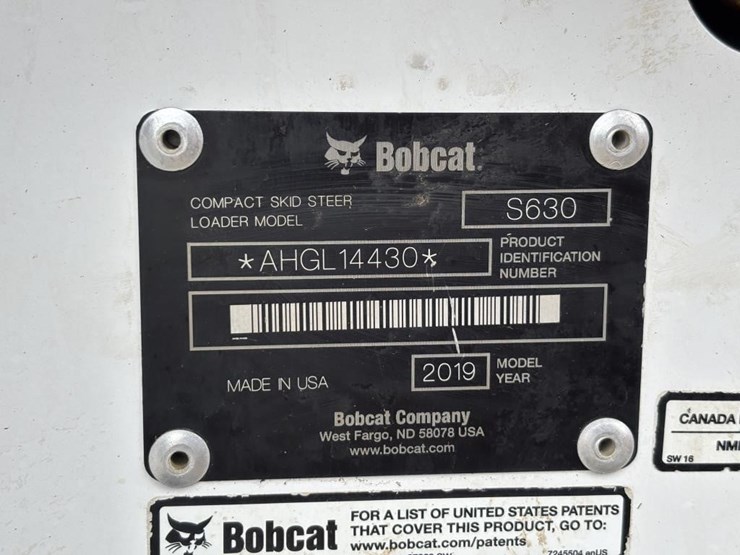 Bobcat.
COMPACT SKID STEER
LOADER MODEL
S630
*AHGL14430*
PRODUCT
IDENTIFICATION
NUMBER
MADE IN USA
2019
MODEL
YEAR
Bobcat Company
West Fargo, ND 58078 USA
www.bobcat.com
CANADA
SW 16
Bobcat
FOR A LIST OF UNITED STATES PATENTS
THAT COVER THIS PRODUCT, GO TO:
www.bobcat.com/patents
7245504 enUS